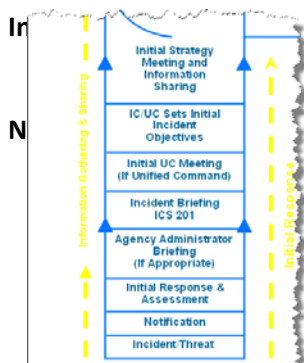 In
N
Initial Strategy
Meeting and
Information
Sharing
IC/UC Sets Initial
Incident
Objectives
Initial UC Meeting
(If Unified Command)
Incident Briefing
ICS 201
Agency Administrator
Briefing
(If Appropriate)
Initial Response &
Assessment
Notification
Incident/Threat
Information Gathering & Sharing
Initial Response